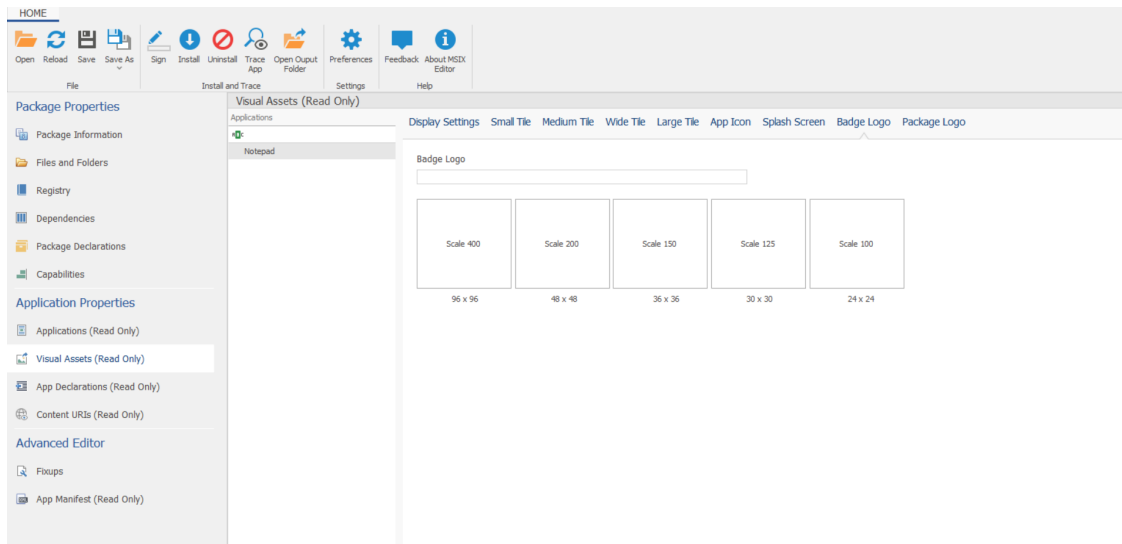 HOME
Open Reload Save Save As Sign Install Uninstall Trace App Open Ouput Folder Preferences Feedback About MSIX Editor
File Install and Trace Settings Help
Package Properties
Package Information
Files and Folders
Registry
Dependencies
Package Declarations
Capabilities
Application Properties
Applications (Read Only)
Visual Assets (Read Only)
App Declarations (Read Only)
Content URIs (Read Only)
Advanced Editor
Fixups
App Manifest (Read Only)
Visual Assets (Read Only)
Applications
Notepad
Display Settings Small Tile Medium Tile Wide Tile Large Tile App Icon Splash Screen Badge Logo Package Logo
Badge Logo
Scale 400 Scale 200 Scale 150 Scale 125 Scale 100
96 x 96 48 x 48 36 x 36 30 x 30 24 x 24